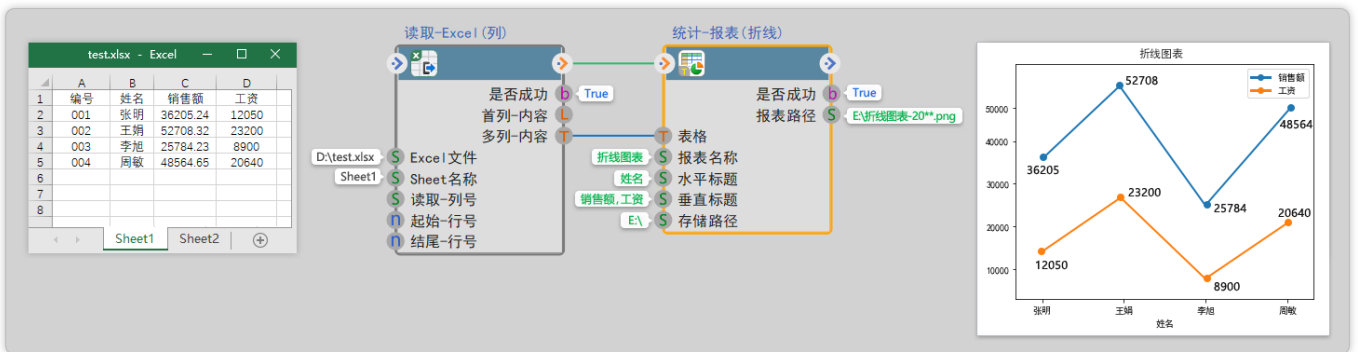 test.xlsx - Excel
A B C D
1 编号 姓名 销售额 工资
2 001 张明 36205.24 12050
3 002 王娟 52708.32 23200
4 003 李旭 25784.23 8900
5 004 周敏 48564.65 20640
6
7
8
Sheet1 Sheet2
读取-Excel(列)
是否成功 b True
首列-内容 L
多列-内容 T
D:\test.xlsx S Excel文件
Sheet1 S Sheet名称
S 读取-列号
n 起始-行号
n 结尾-行号
统计-报表(折线)
是否成功 b True
报表路径 S E:\折线图表-20**.png
T 表格
折线图表 S 报表名称
姓名 S 水平标题
销售额,工资 S 垂直标题
E:\ S 存储路径
折线图表
销售额
工资
50000
40000
30000
20000
10000
36205
52708
25784
48564
12050
23200
8900
20640
张明 王娟 李旭 周敏
姓名